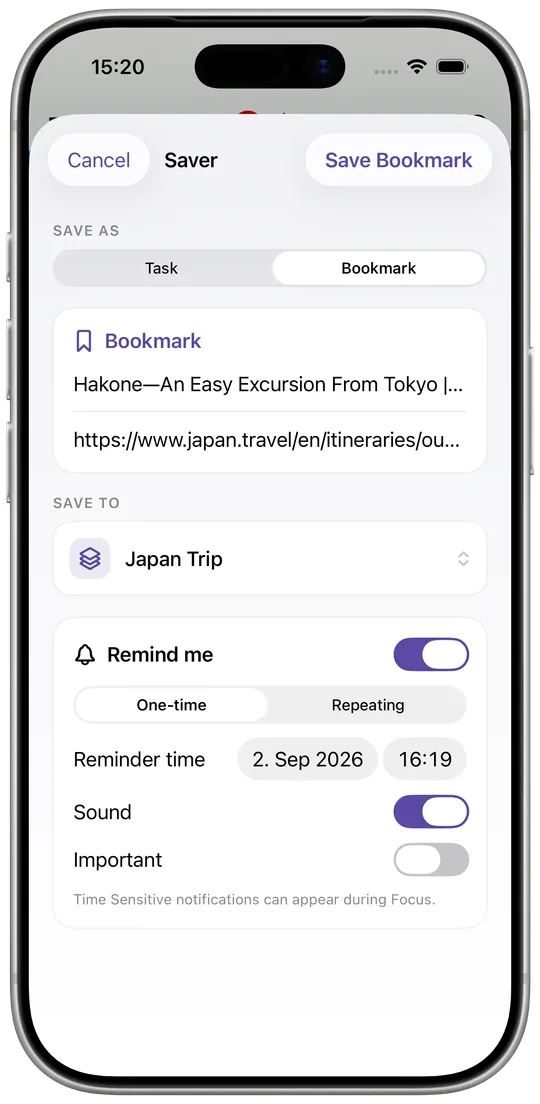 15:20
Cancel
Saver
Save Bookmark
SAVE AS
Task
Bookmark
Bookmark
Hakone—An Easy Excursion From Tokyo |...
https://www.japan.travel/en/itineraries/ou...
SAVE TO
Japan Trip
Remind me
One-time
Repeating
Reminder time
2. Sep 2026
16:19
Sound
Important
Time Sensitive notifications can appear during Focus.